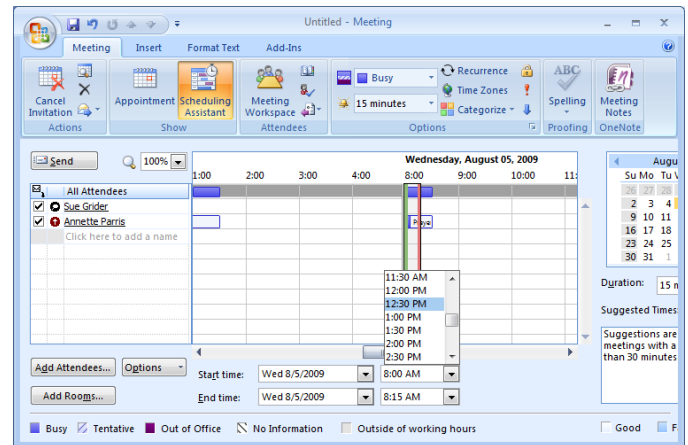 Untitled - Meeting
Meeting Insert Format Text Add-Ins
Cancel Invitation
Appointment
Scheduling Assistant
Meeting Workspace
Busy
15 minutes
Recurrence
Time Zones
Categorize
ABC
Spelling
Meeting Notes
Actions Show Attendees Options Proofing OneNote
Send 100%
Wednesday, August 05, 2009
1:00 2:00 3:00 4:00 8:00 9:00 10:00 11:
All Attendees
Sue Grider
Annette Parris
Click here to add a name
11:30 AM
12:00 PM
12:30 PM
1:00 PM
1:30 PM
2:00 PM
2:30 PM
Augu
Su Mo Tu
26 27 28
2 3 4
9 10 11
16 17 18
23 24 25
30 31 1
Duration: 15 m
Suggested Times:
Suggestions are
meetings with a
than 30 minutes
Add Attendees... Options
Add Rooms...
Start time: Wed 8/5/2009 8:00 AM
End time: Wed 8/5/2009 8:15 AM
Busy Tentative Out of Office No Information Outside of working hours
Good F